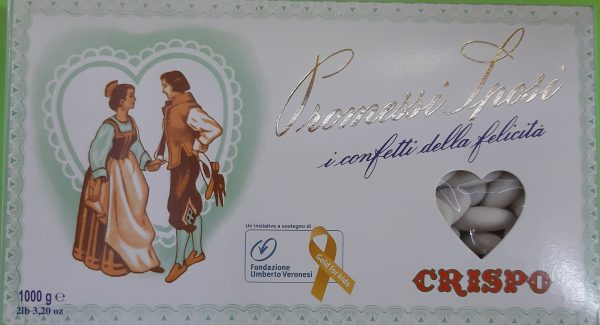 Promessi Sposi
i confetti della felicità
Un'iniziativa a sostegno di
Fondazione
Umberto Veronesi
Gold for kids
CRISPO
1000 g e
2lb 3,20 oz